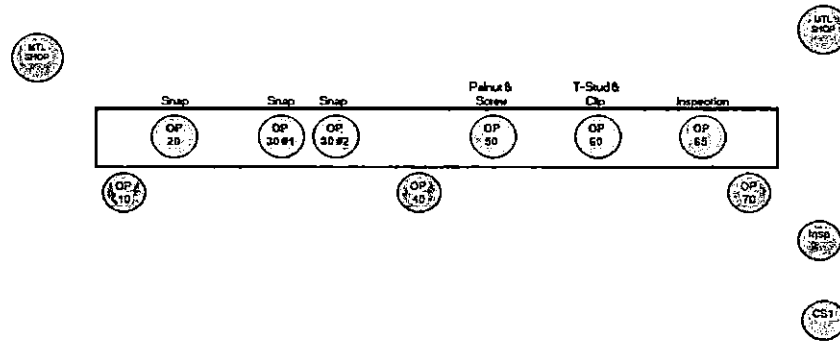 MTL
SHOP
MTL
SHOP
Snap
Snap
Snap
Palnut &
Screw
T-Stud &
Clip
Inspection
OP
20
OP
30#1
OP
30#2
OP
50
OP
60
OP
65
OP
10
OP
40
OP
70
Insp
CS1